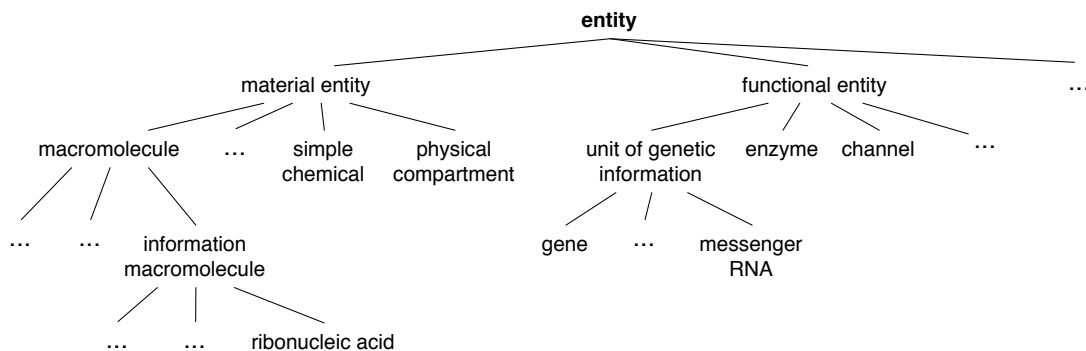 entity
material entity
functional entity
...
macromolecule
...
simple
chemical
physical
compartment
unit of genetic
information
enzyme
channel
...
...
...
information
macromolecule
gene
...
messenger
RNA
...
...
ribonucleic acid